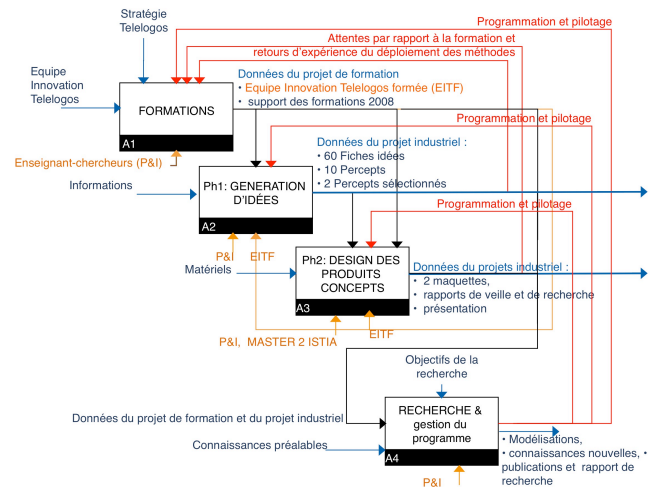 Stratégie
Telelogos
Programmation et pilotage
Attentes par rapport à la formation et
retours d'expérience du déploiement des méthodes
Equipe
Innovation
Telelogos
Données du projet de formation
• Equipe Innovation Telelogos formée (EITF)
• support des formations 2008
FORMATIONS
A1
Programmation et pilotage
Enseignant-chercheurs (P&I)
Données du projet industriel :
• 60 Fiches idées
• 10 Percepts
• 2 Percepts sélectionnés
Informations
Ph1: GENERATION
D'IDÉES
A2
Programmation et pilotage
P&I EITF
Matériels
Ph2: DESIGN DES
PRODUITS
CONCEPTS
A3
Données du projets industriel :
• 2 maquettes,
• rapports de veille et de recherche
• présentation
P&I, MASTER 2 ISTIA
EITF
Objectifs de la
recherche
Données du projet de formation et du projet industriel
RECHERCHE &
gestion du
programme
A4
Connaissances préalables
• Modélisations,
• connaissances nouvelles, •
publications et rapport de
recherche
P&I